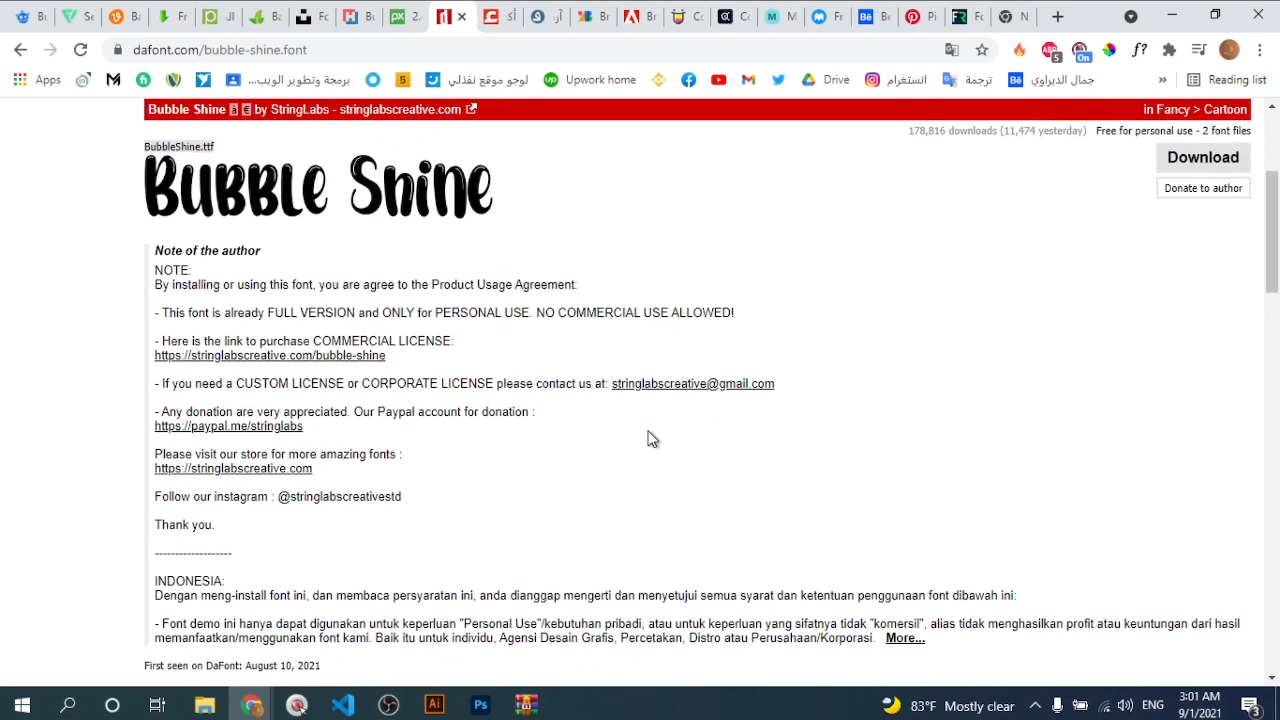 dafont.com/bubble-shine.font
Apps
برمجة وتطوير الويب...
لوجو موقع نفذلي
Upwork home
Drive
انستغرام
ترجمة
جمال الديراوي
Reading list
Bubble Shine à € by StringLabs - stringlabscreative.com
in Fancy > Cartoon
178,816 downloads (11,474 yesterday) Free for personal use - 2 font files
BubbleShine.ttf
Download
Bubble Shine
Donate to author
Note of the author
NOTE:
By installing or using this font, you are agree to the Product Usage Agreement:
- This font is already FULL VERSION and ONLY for PERSONAL USE. NO COMMERCIAL USE ALLOWED!
- Here is the link to purchase COMMERCIAL LICENSE:
https://stringlabscreative.com/bubble-shine
- If you need a CUSTOM LICENSE or CORPORATE LICENSE please contact us at: stringlabscreative@gmail.com
- Any donation are very appreciated. Our Paypal account for donation :
https://paypal.me/stringlabs
Please visit our store for more amazing fonts :
https://stringlabscreative.com
Follow our instagram : @stringlabscreativestd
Thank you.
-------------------
INDONESIA:
Dengan meng-install font ini, dan membaca persyaratan ini, anda dianggap mengerti dan menyetujui semua syarat dan ketentuan penggunaan font dibawah ini:
- Font demo ini hanya dapat digunakan untuk keperluan "Personal Use"/kebutuhan pribadi, atau untuk keperluan yang sifatnya tidak "komersil", alias tidak menghasilkan profit atau keuntungan dari hasil
memanfaatkan/menggunakan font kami. Baik itu untuk individu, Agensi Desain Grafis, Percetakan, Distro atau Perusahaan/Korporasi. More...
First seen on DaFont: August 10, 2021
83°F Mostly clear
ENG
3:01 AM
9/1/2021